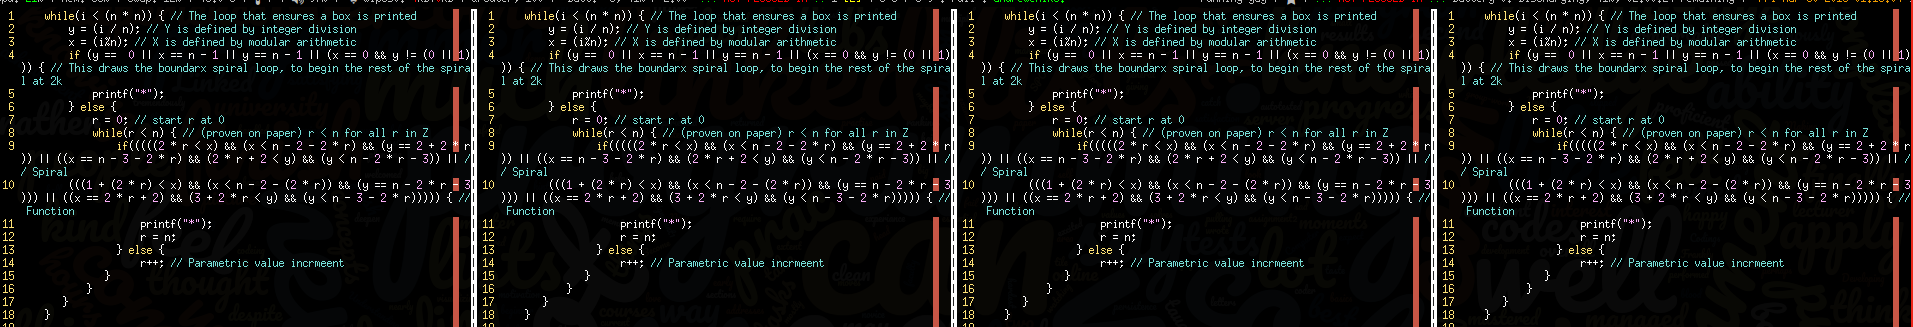 1 while(i < (n * n)) { // The loop that ensures a box is printed
2 y = (i / n); // Y is defined by integer division
3 x = (i%n); // X is defined by modular arithmetic
4 if (y == 0 || x == n - 1 || y == n - 1 || (x == 0 && y != (0 || 1)
)) { // This draws the boundarx spiral loop, to begin the rest of the spira
l at 2k
5 printf("*");
6 } else {
7 r = 0; // start r at 0
8 while(r < n) { // (proven on paper) r < n for all r in Z
9 if(((((2 * r < x) && (x < n - 2 - 2 * r) && (y == 2 + 2 * r
)) || ((x == n - 3 - 2 * r) && (2 * r + 2 < y) && (y < n - 2 * r - 3)) || /
/ Spiral
10 (((1 + (2 * r) < x) && (x < n - 2 - (2 * r)) && (y == n - 2 * r - 3
))) || ((x == 2 * r + 2) && (3 + 2 * r < y) && (y < n - 3 - 2 * r))))) { //
Function
11 printf("*");
12 r = n;
13 } else {
14 r++; // Parametric value incrmeent
15 }
16 }
17 }
18 }
1 while(i < (n * n)) { // The loop that ensures a box is printed
2 y = (i / n); // Y is defined by integer division
3 x = (i%n); // X is defined by modular arithmetic
4 if (y == 0 || x == n - 1 || y == n - 1 || (x == 0 && y != (0 || 1)
)) { // This draws the boundarx spiral loop, to begin the rest of the spira
l at 2k
5 printf("*");
6 } else {
7 r = 0; // start r at 0
8 while(r < n) { // (proven on paper) r < n for all r in Z
9 if(((((2 * r < x) && (x < n - 2 - 2 * r) && (y == 2 + 2 * r
)) || ((x == n - 3 - 2 * r) && (2 * r + 2 < y) && (y < n - 2 * r - 3)) || /
/ Spiral
10 (((1 + (2 * r) < x) && (x < n - 2 - (2 * r)) && (y == n - 2 * r - 3
))) || ((x == 2 * r + 2) && (3 + 2 * r < y) && (y < n - 3 - 2 * r))))) { //
Function
11 printf("*");
12 r = n;
13 } else {
14 r++; // Parametric value incrmeent
15 }
16 }
17 }
18 }
1 while(i < (n * n)) { // The loop that ensures a box is printed
2 y = (i / n); // Y is defined by integer division
3 x = (i%n); // X is defined by modular arithmetic
4 if (y == 0 || x == n - 1 || y == n - 1 || (x == 0 && y != (0 || 1)
)) { // This draws the boundarx spiral loop, to begin the rest of the spira
l at 2k
5 printf("*");
6 } else {
7 r = 0; // start r at 0
8 while(r < n) { // (proven on paper) r < n for all r in Z
9 if(((((2 * r < x) && (x < n - 2 - 2 * r) && (y == 2 + 2 * r
)) || ((x == n - 3 - 2 * r) && (2 * r + 2 < y) && (y < n - 2 * r - 3)) || /
/ Spiral
10 (((1 + (2 * r) < x) && (x < n - 2 - (2 * r)) && (y == n - 2 * r - 3
))) || ((x == 2 * r + 2) && (3 + 2 * r < y) && (y < n - 3 - 2 * r))))) { //
Function
11 printf("*");
12 r = n;
13 } else {
14 r++; // Parametric value incrmeent
15 }
16 }
17 }
18 }
1 while(i < (n * n)) { // The loop that ensures a box is printed
2 y = (i / n); // Y is defined by integer division
3 x = (i%n); // X is defined by modular arithmetic
4 if (y == 0 || x == n - 1 || y == n - 1 || (x == 0 && y != (0 || 1)
)) { // This draws the boundarx spiral loop, to begin the rest of the spira
l at 2k
5 printf("*");
6 } else {
7 r = 0; // start r at 0
8 while(r < n) { // (proven on paper) r < n for all r in Z
9 if(((((2 * r < x) && (x < n - 2 - 2 * r) && (y == 2 + 2 * r
)) || ((x == n - 3 - 2 * r) && (2 * r + 2 < y) && (y < n - 2 * r - 3)) || /
/ Spiral
10 (((1 + (2 * r) < x) && (x < n - 2 - (2 * r)) && (y == n - 2 * r - 3
))) || ((x == 2 * r + 2) && (3 + 2 * r < y) && (y < n - 3 - 2 * r))))) { //
Function
11 printf("*");
12 r = n;
13 } else {
14 r++; // Parametric value incrmeent
15 }
16 }
17 }
18 }